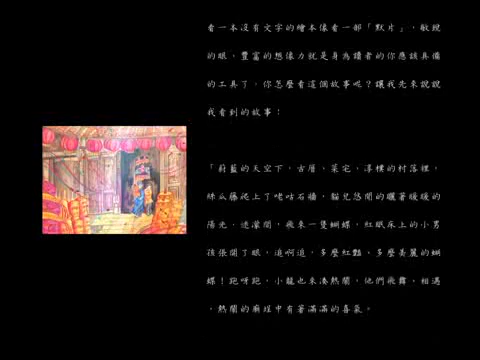 看一本沒有文字的繪本像看一部「默片」，敏銳
的眼，豐富的想像力就是身為讀者的你應該具備
的工具了，你怎麼看這個故事呢？讓我先來說說
我看到的故事！
「蔚藍的天空下，古厝、菜宅、淳樸的村落裡，
絲瓜藤爬上了咾咕石牆，貓兒悠閒的曬著暖暖的
陽光．迷濛間，飛來一隻蝴蝶，紅眠床上的小男
孩張開了眼，追啊追，多麼紅豔、多麼美麗的蝴
蝶！跑呀跑，小龍也來湊熱鬧，他們飛舞、相遇
，熱鬧的廟埕中有著滿滿的喜氣。